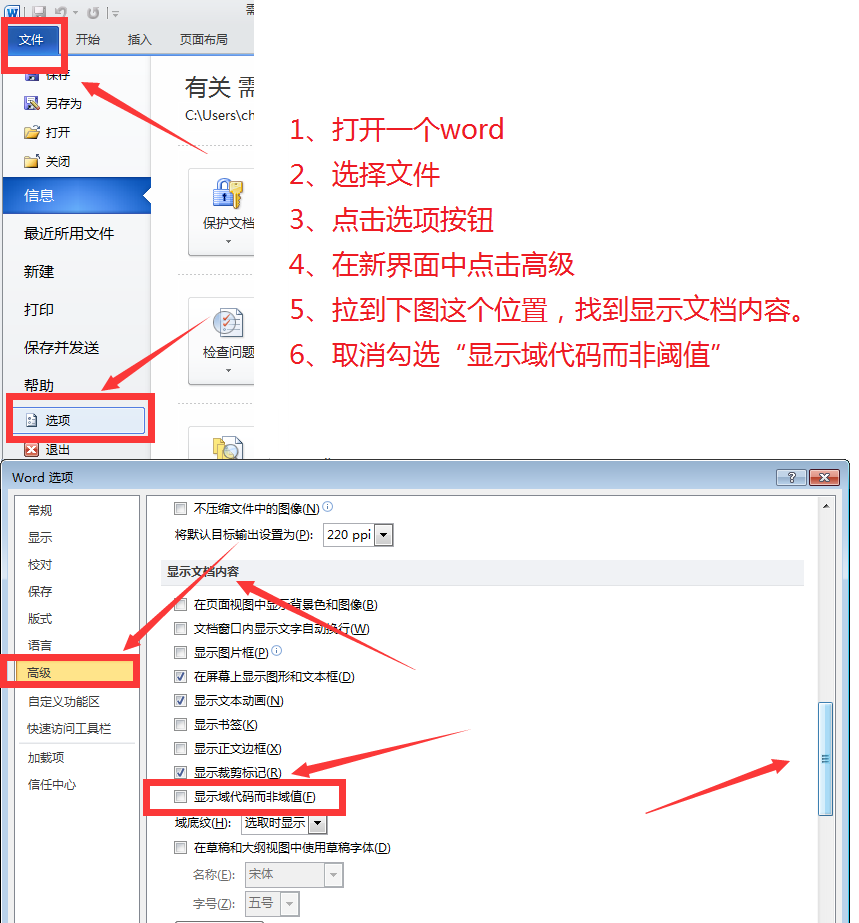 W
需
文件
开始
插入
页面布局
保存
另存为
打开
关闭
信息
最近所用文件
新建
打印
保存并发送
帮助
选项
退出
有关 需
C:\Users\ch
保护文档
检查问题
1、打开一个word
2、选择文件
3、点击选项按钮
4、在新界面中点击高级
5、拉到下图这个位置，找到显示文档内容。
6、取消勾选“显示域代码而非阈值”
Word 选项
常规
显示
校对
保存
版式
语言
高级
自定义功能区
快速访问工具栏
加载项
信任中心
不压缩文件中的图像(N)
将默认目标输出设置为(P): 220 ppi
显示文档内容
在页面视图中显示背景色和图像(B)
文档窗口内显示文字自动换行(W)
显示图片框(P)
在屏幕上显示图形和文本框(D)
显示文本动画(N)
显示书签(K)
显示正文边框(X)
显示裁剪标记(R)
显示域代码而非域值(F)
域底纹(H): 选取时显示
在草稿和大纲视图中使用草稿字体(D)
名称(E): 宋体
字号(Z): 五号